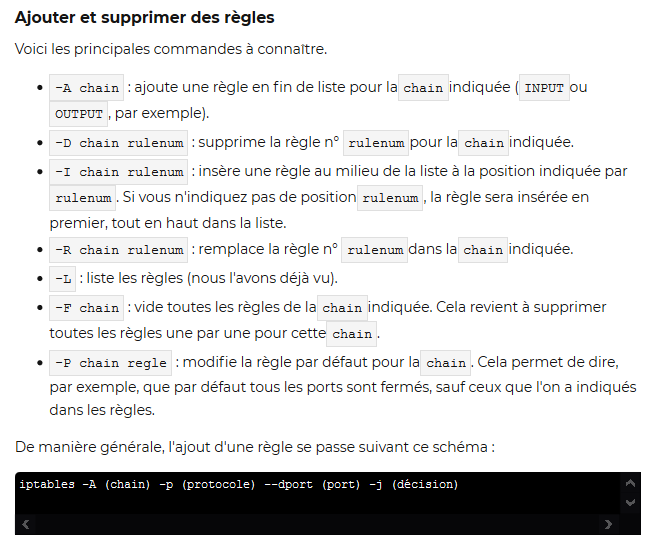 Ajouter et supprimer des règles
Voici les principales commandes à connaître.
-A chain : ajoute une règle en fin de liste pour la chain indiquée ( INPUT ou
OUTPUT , par exemple).
-D chain rulenum : supprime la règle n° rulenum pour la chain indiquée.
-I chain rulenum : insère une règle au milieu de la liste à la position indiquée par
rulenum . Si vous n'indiquez pas de position rulenum , la règle sera insérée en
premier, tout en haut dans la liste.
-R chain rulenum : remplace la règle n° rulenum dans la chain indiquée.
-L : liste les règles (nous l'avons déjà vu).
-F chain : vide toutes les règles de la chain indiquée. Cela revient à supprimer
toutes les règles une par une pour cette chain .
-P chain regle : modifie la règle par défaut pour la chain . Cela permet de dire,
par exemple, que par défaut tous les ports sont fermés, sauf ceux que l'on a indiqués
dans les règles.
De manière générale, l'ajout d'une règle se passe suivant ce schéma :
iptables -A (chain) -p (protocole) --dport (port) -j (décision)